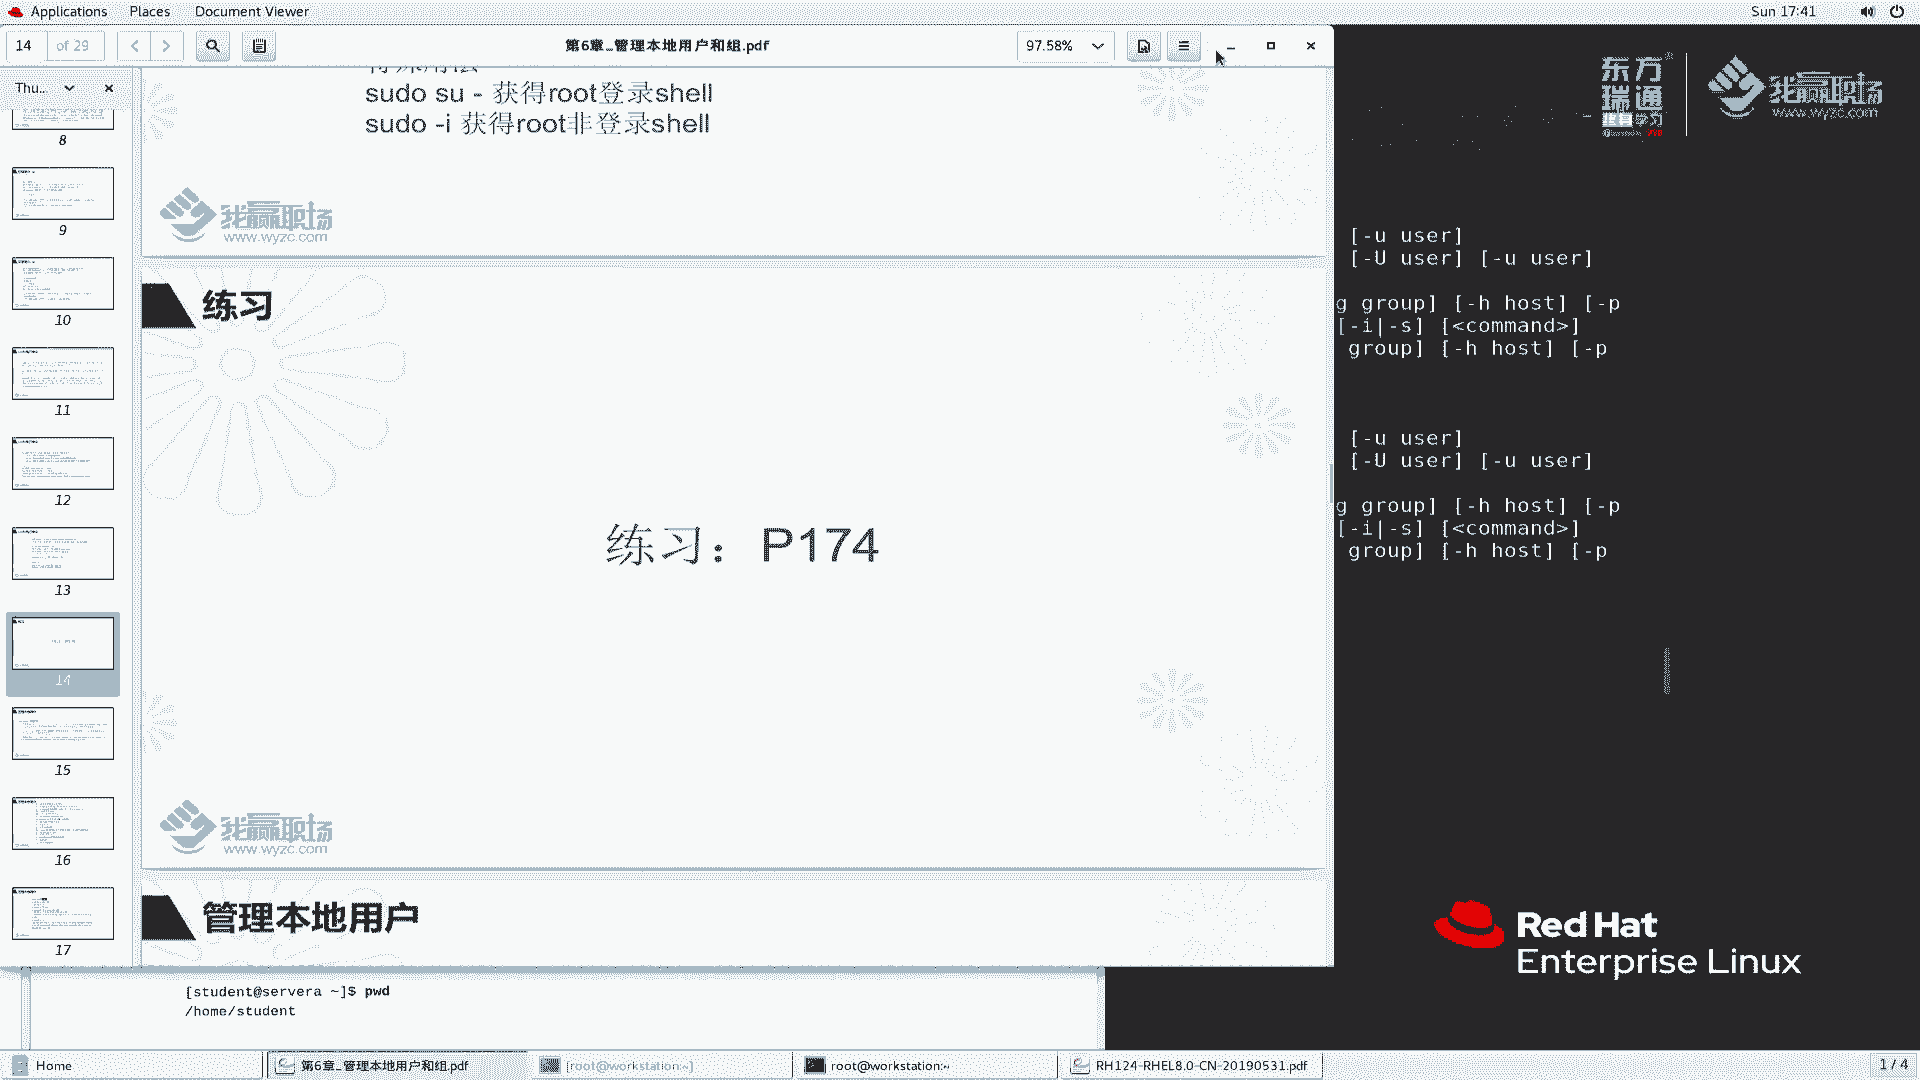 Applications Places Document Viewer Sun 17:41
14 of 29 第6章_管理本地用户和组.pdf 97.58%
Thu...
8
9
10
11
12
13
14
15
16
17
sudo su - 获得root登录shell
sudo -i 获得root非登录shell
我赢职场
www.wyzc.com
练习
练习：P174
我赢职场
www.wyzc.com
管理本地用户
[student@servera ~]$ pwd
/home/student
东方
瑞通
学习
我赢职场
www.wyzc.com
[-u user]
[-U user] [-u user]
g group] [-h host] [-p
[-i|-s] [<command>]
group] [-h host] [-p
[-u user]
[-U user] [-u user]
g group] [-h host] [-p
[-i|-s] [<command>]
group] [-h host] [-p
Red Hat
Enterprise Linux
Home 第6章_管理本地用户和组.pdf [root@workstation:~] root@workstation:~ RH124-RHEL8.0-CN-20190531.pdf 1 / 4